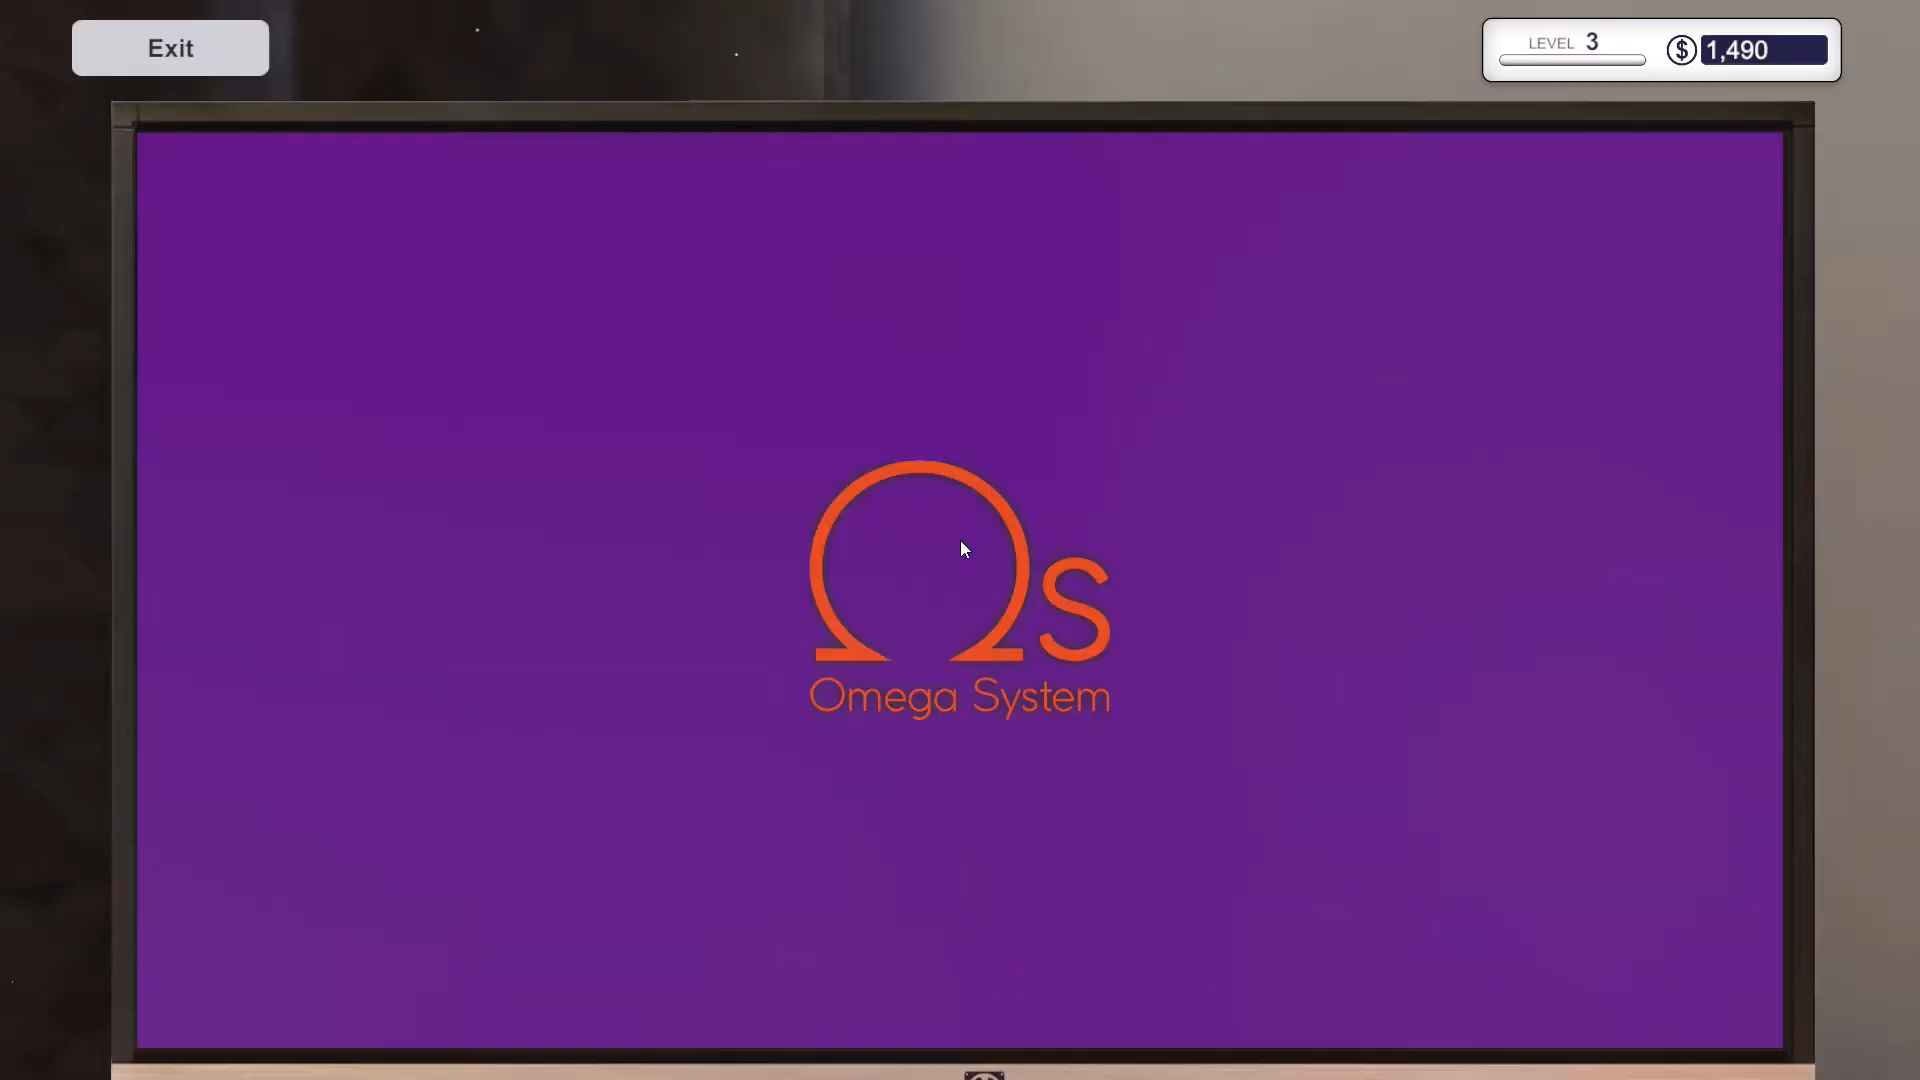 Exit
LEVEL 3
$ 1,490
Ωs
Omega System